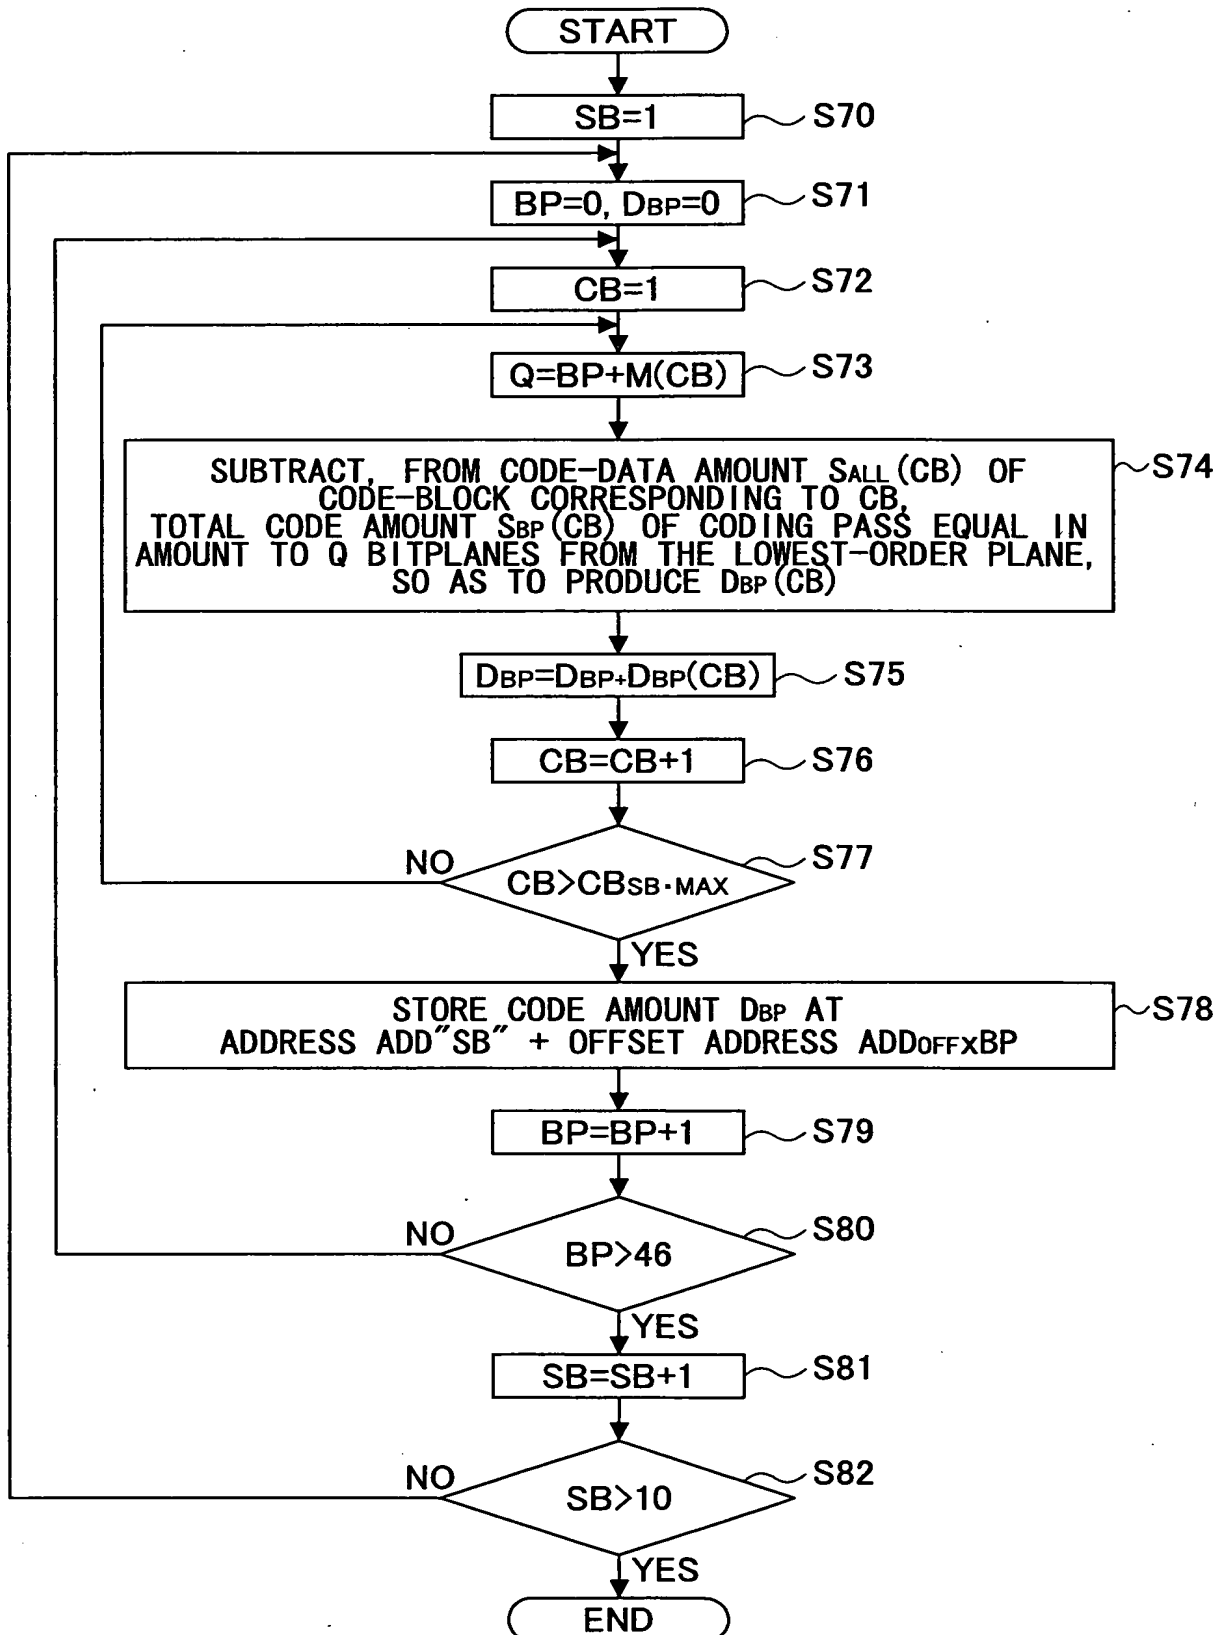 START
SB=1
S70
BP=0, DBP=0
S71
CB=1
S72
Q=BP+M(CB)
S73
SUBTRACT, FROM CODE-DATA AMOUNT SALL(CB) OF
CODE-BLOCK CORRESPONDING TO CB,
TOTAL CODE AMOUNT SBP(CB) OF CODING PASS EQUAL IN
AMOUNT TO Q BITPLANES FROM THE LOWEST-ORDER PLANE,
SO AS TO PRODUCE DBP(CB)
S74
DBP=DBP+DBP(CB)
S75
CB=CB+1
S76
NO
CB>CBSB·MAX
S77
YES
STORE CODE AMOUNT DBP AT
ADDRESS ADD"SB" + OFFSET ADDRESS ADDOFFxBP
S78
BP=BP+1
S79
NO
BP>46
S80
YES
SB=SB+1
S81
NO
SB>10
S82
YES
END